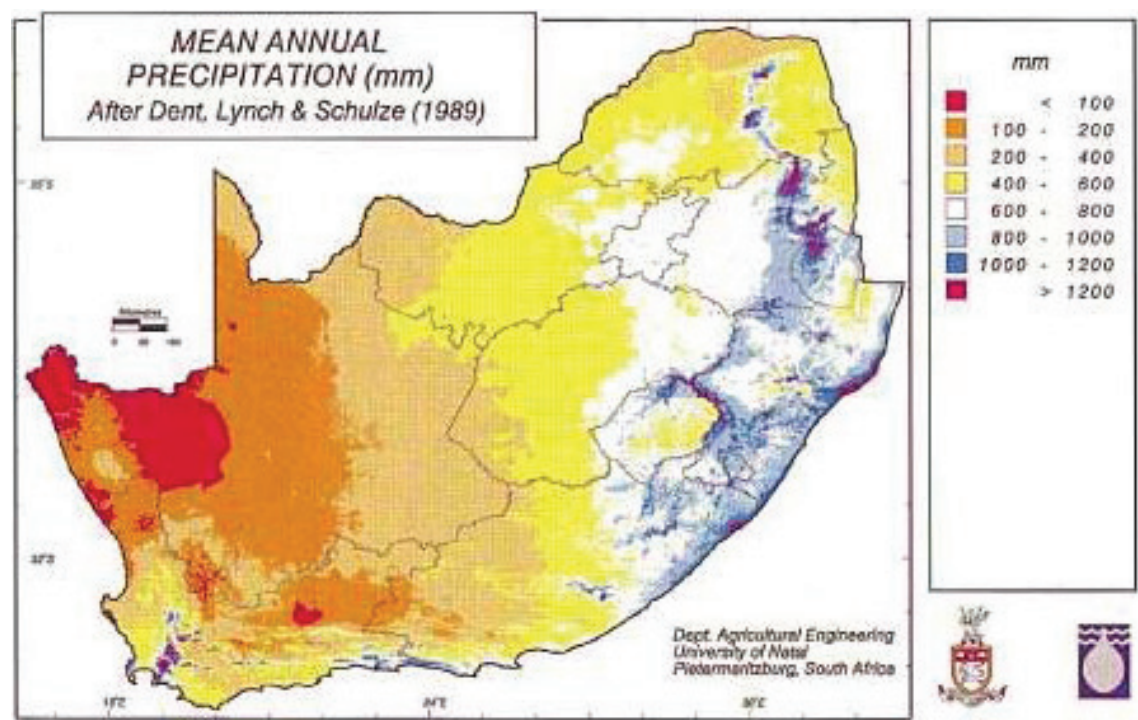 MEAN ANNUAL
PRECIPITATION (mm)
After Dent, Lynch & Schulze (1989)
mm
< 100
100 - 200
200 - 400
400 - 600
600 - 800
800 - 1000
1000 - 1200
> 1200
Dept. Agricultural Engineering
University of Natal
Pietermaritzburg, South Africa